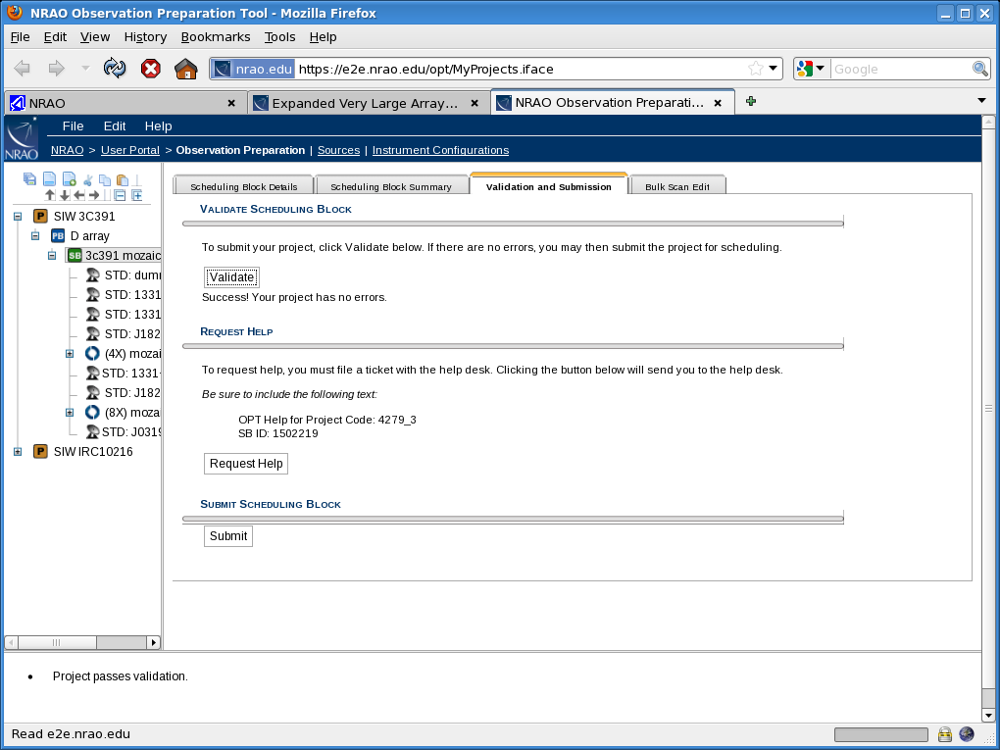 NRAO Observation Preparation Tool - Mozilla Firefox
File Edit View History Bookmarks Tools Help
nrao.edu https://e2e.nrao.edu/opt/MyProjects.iface Google
NRAO Expanded Very Large Array... NRAO Observation Preparati...
NRAO File Edit Help
NRAO > User Portal > Observation Preparation | Sources | Instrument Configurations
Scheduling Block Details Scheduling Block Summary Validation and Submission Bulk Scan Edit
P SIW 3C391
PB D array
SB 3c391 mozaic
STD: dum
STD: 1331
STD: 1331
STD: J182
(4X) mozai
STD: 1331
STD: J182
(8X) moza
STD: J0319
P SIW IRC10216
VALIDATE SCHEDULING BLOCK
To submit your project, click Validate below. If there are no errors, you may then submit the project for scheduling.
Validate
Success! Your project has no errors.
REQUEST HELP
To request help, you must file a ticket with the help desk. Clicking the button below will send you to the help desk.
Be sure to include the following text:
OPT Help for Project Code: 4279_3
SB ID: 1502219
Request Help
SUBMIT SCHEDULING BLOCK
Submit
• Project passes validation.
Read e2e.nrao.edu